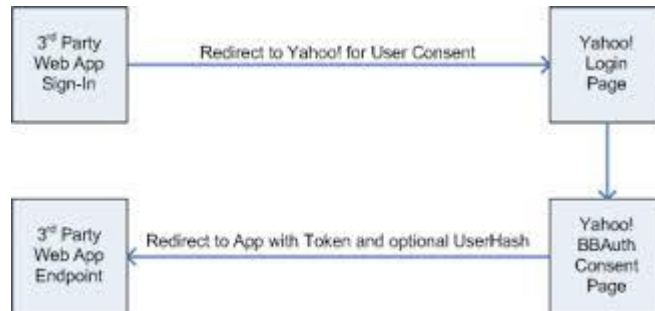 3rd Party
Web App
Sign-In
Redirect to Yahoo! for User Consent
Yahoo!
Login
Page
3rd Party
Web App
Endpoint
Redirect to App with Token and optional UserHash
Yahoo!
BBAuth
Consent
Page